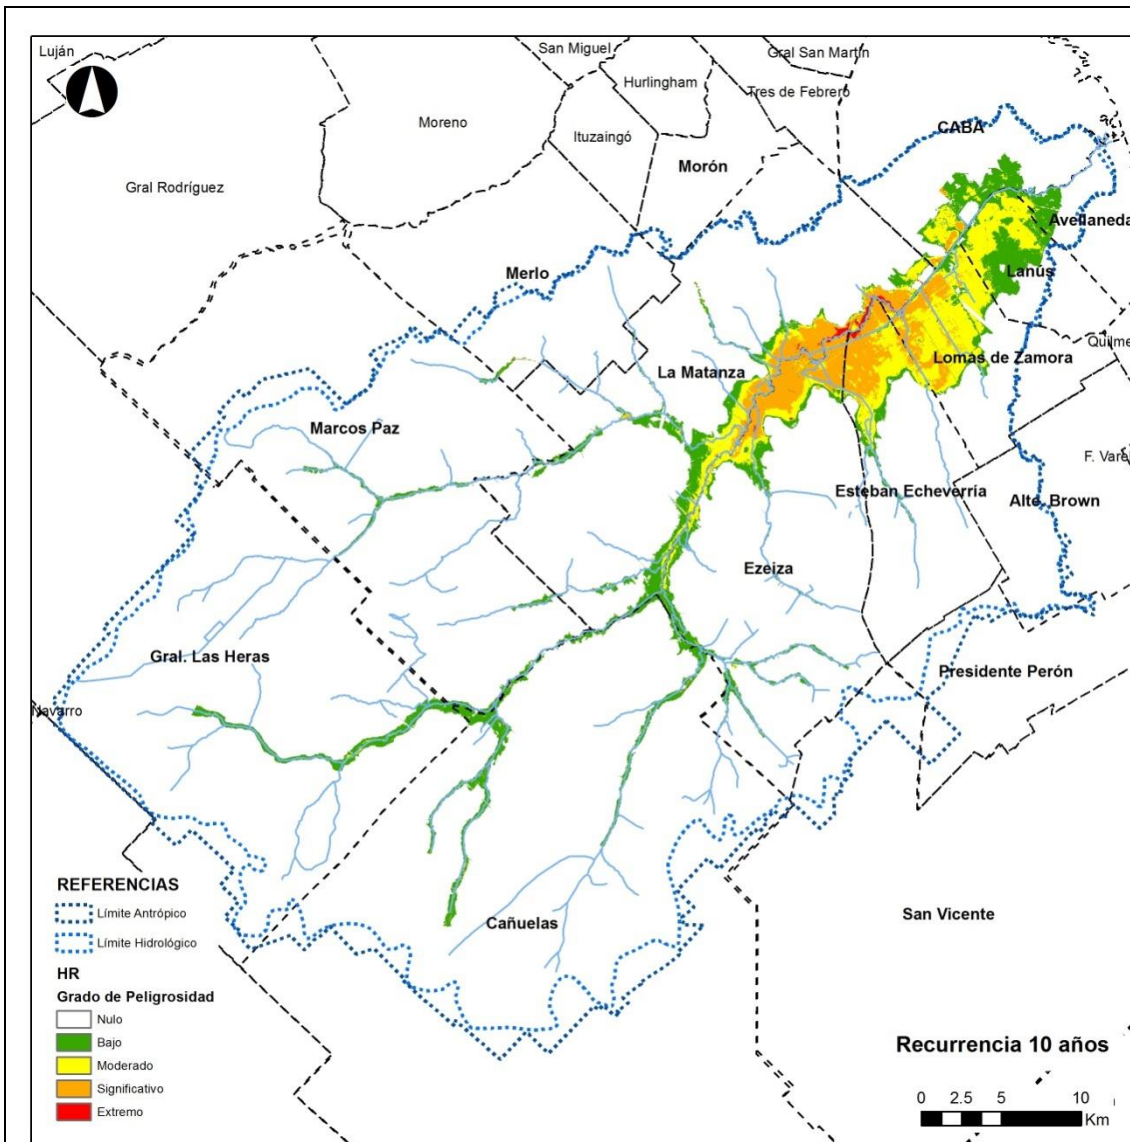 Luján
San Miguel
Gral San Martín
Hurlingham
Tres de Febrero
Moreno
CABA
Ituzaingó
Morón
Gral Rodríguez
Avellaneda
Merlo
Lanús
Quilme
La Matanza
Lomas de Zamora
Marcos Paz
F. Vare
Esteban Echeverría
Alte. Brown
Ezeiza
Gral. Las Heras
Presidente Perón
Navarro
San Vicente
Cañuelas
REFERENCIAS
Límite Antrópico
Límite Hidrológico
HR
Grado de Peligrosidad
Nulo
Bajo
Moderado
Significativo
Extremo
Recurrencia 10 años
0 2.5 5 10
Km